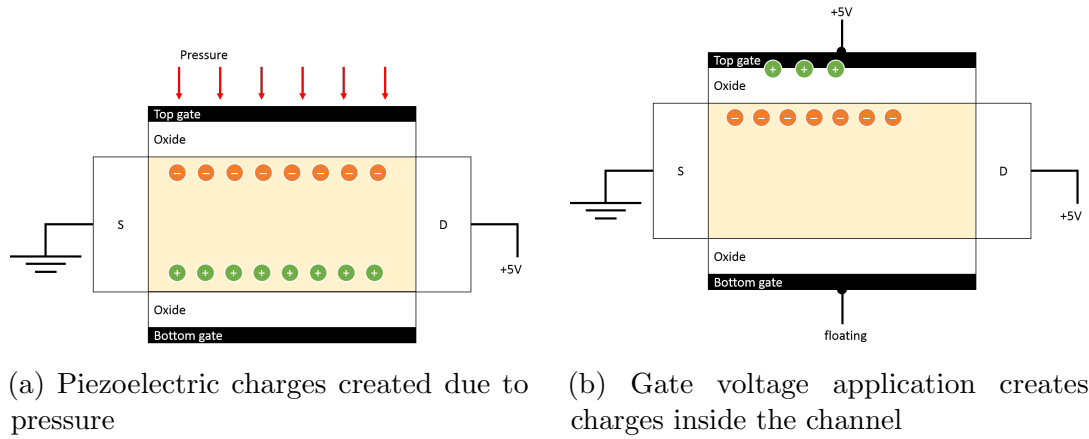 Pressure
Top gate
Oxide
− − − − − − − −
S
D
+5V
+ + + + + + + +
Oxide
Bottom gate
(a) Piezoelectric charges created due to
pressure
+5V
Top gate
+ + +
Oxide
− − − − − − −
S
D
+5V
Oxide
Bottom gate
floating
(b) Gate voltage application creates
charges inside the channel